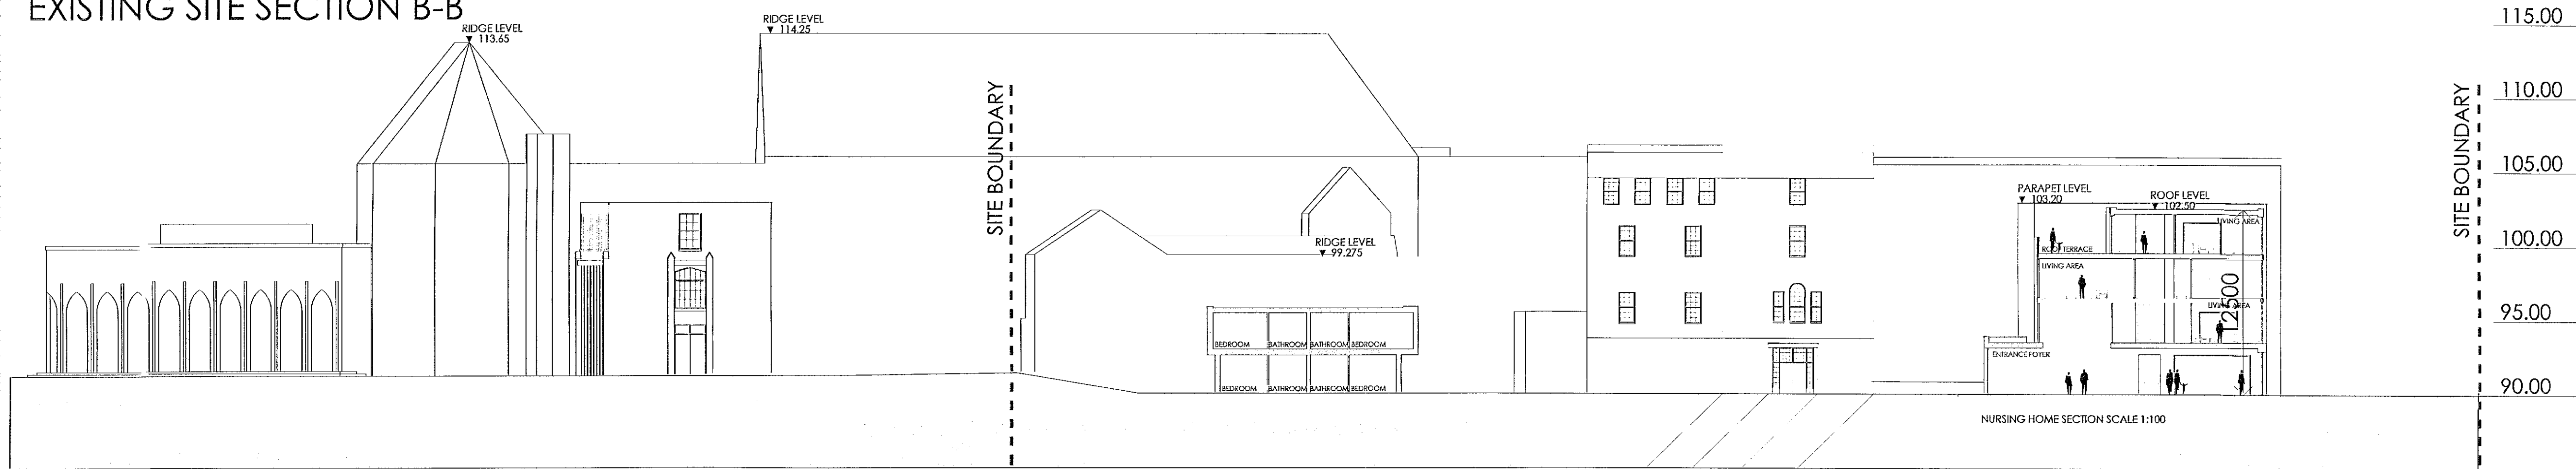 EXISTING SITE SECTION B-B
RIDGE LEVEL
113.65
RIDGE LEVEL
114.25
SITE BOUNDARY
RIDGE LEVEL
99.275
BEDROOM BATHROOM BATHROOM BEDROOM
BEDROOM BATHROOM BATHROOM BEDROOM
PARAPET LEVEL
103.20
ROOF LEVEL
102.50
LIVING AREA
ROOF TERRACE
LIVING AREA
LIVING AREA
12500
ENTRANCE FOYER
NURSING HOME SECTION SCALE 1:100
SITE BOUNDARY
115.00
110.00
105.00
100.00
95.00
90.00